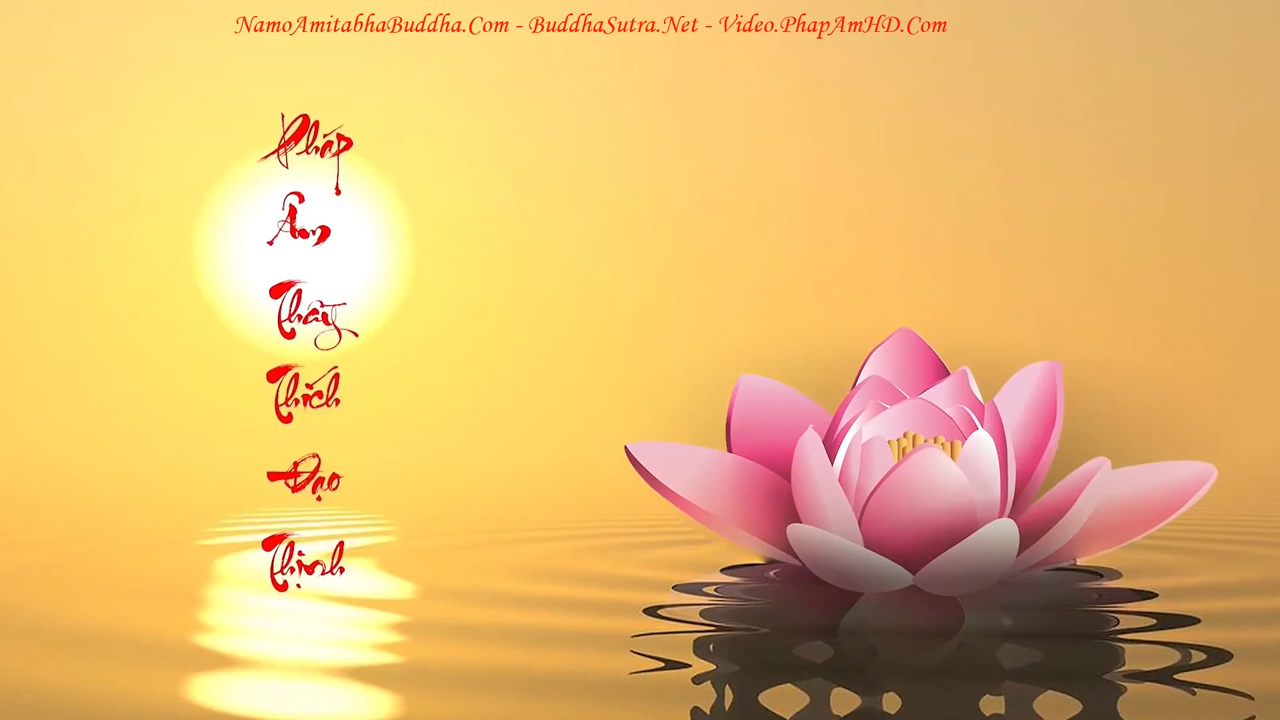 NamoAmitabhaBuddha.Com - BuddhaSutra.Net - Video.PhapAmHD.Com
Pháp
Âm
Thầy
Thích
Đạo
Thịnh